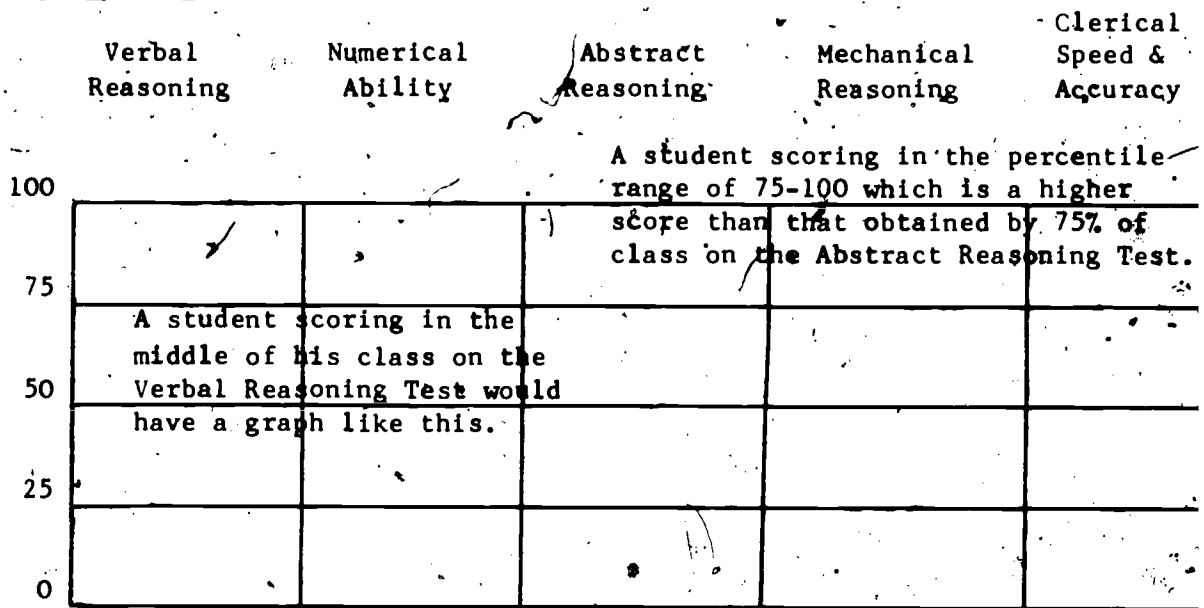 Verbal Reasoning
Numerical Ability
Abstract Reasoning
Mechanical Reasoning
Clerical Speed & Accuracy
A student scoring in the percentile
range of 75-100 which is a higher
score than that obtained by 75% of
class on the Abstract Reasoning Test.
100
75
A student scoring in the
middle of his class on the
Verbal Reasoning Test would
have a graph like this.
50
25
0